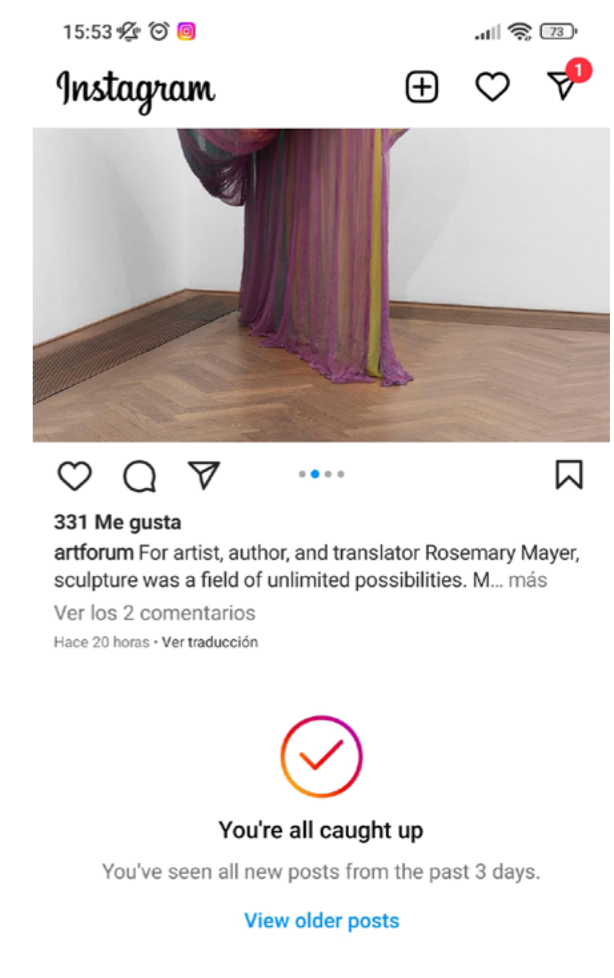 15:53
73
Instagram
1
331 Me gusta
artforum For artist, author, and translator Rosemary Mayer,
sculpture was a field of unlimited possibilities. M... más
Ver los 2 comentarios
Hace 20 horas • Ver traducción
You're all caught up
You've seen all new posts from the past 3 days.
View older posts